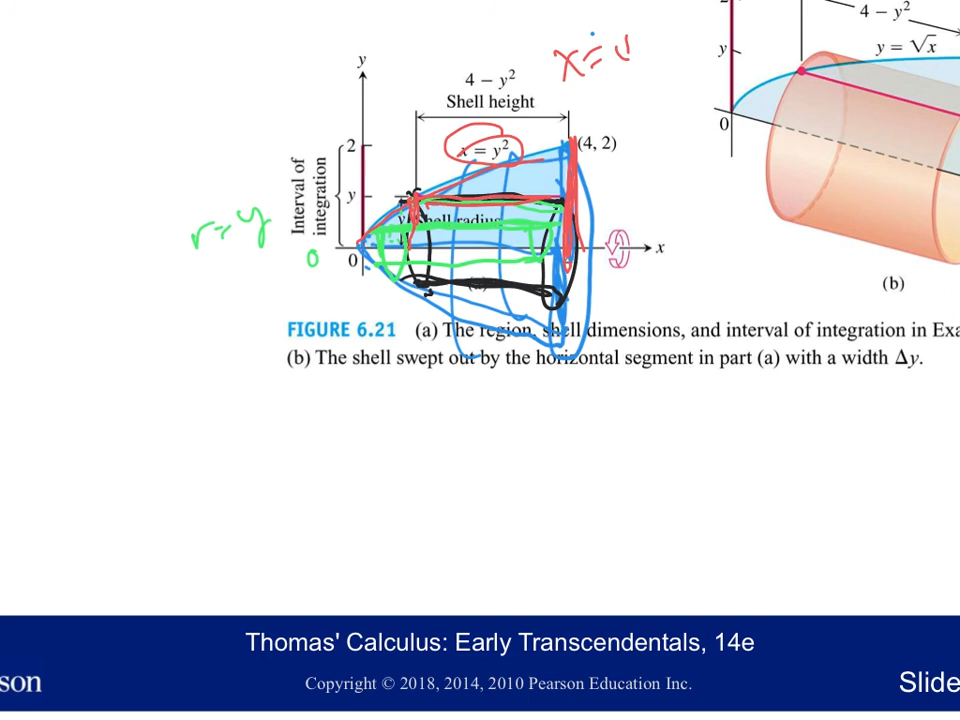 4 − y²
y = √x
y
0
(b)
x = 
y
4 − y²
Shell height
2
x = y²
(4, 2)
Interval of
integration
y
r = y
0
0
x
FIGURE 6.21 (a) The region, shell dimensions, and interval of integration in Exa
(b) The shell swept out by the horizontal segment in part (a) with a width Δy.
Thomas' Calculus: Early Transcendentals, 14e
son
Copyright © 2018, 2014, 2010 Pearson Education Inc.
Slide